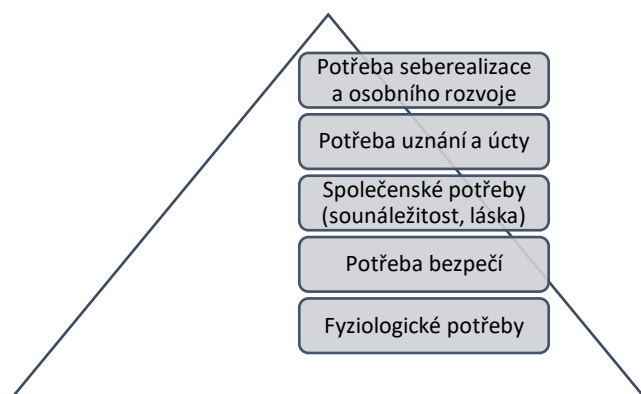 Potřeba seberealizace
a osobního rozvoje
Potřeba uznání a úcty
Společenské potřeby
(sounáležitost, láska)
Potřeba bezpečí
Fyziologické potřeby